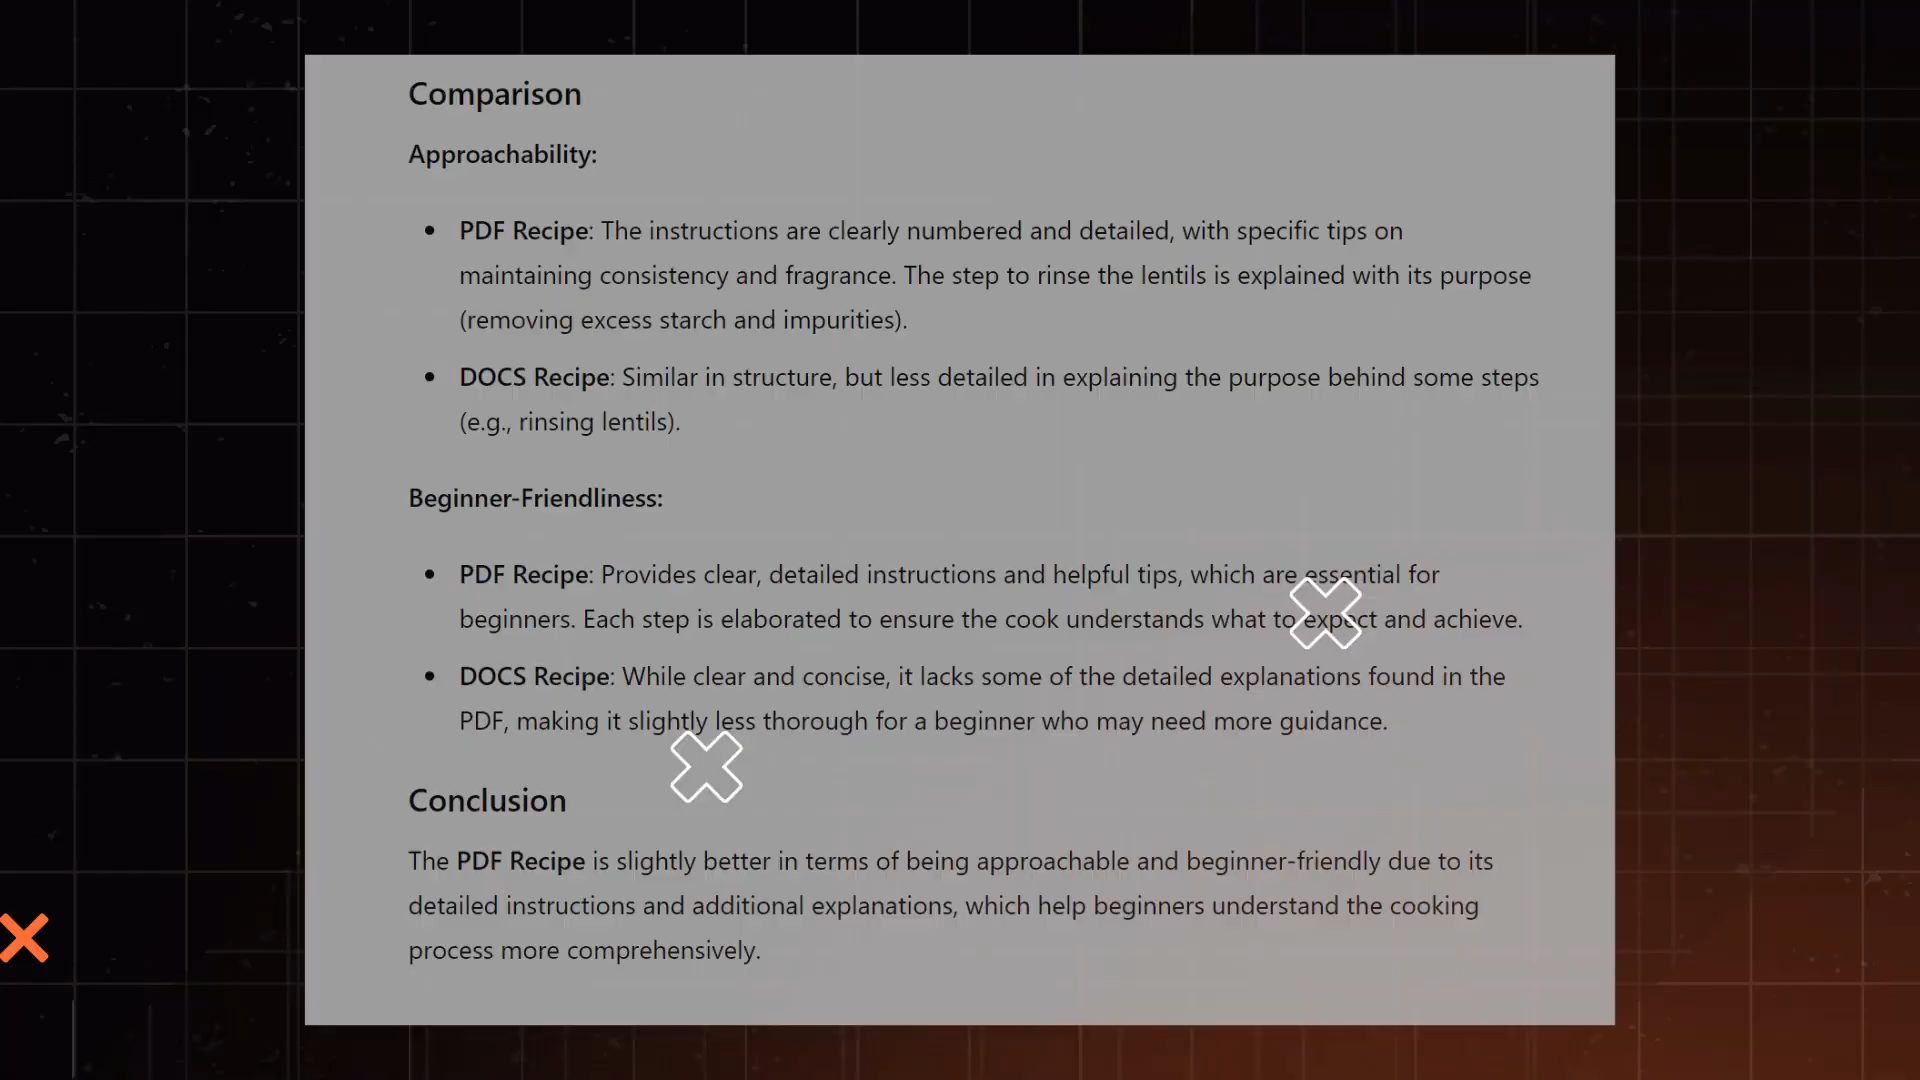 Comparison
Approachability:
PDF Recipe: The instructions are clearly numbered and detailed, with specific tips on
maintaining consistency and fragrance. The step to rinse the lentils is explained with its purpose
(removing excess starch and impurities).
DOCS Recipe: Similar in structure, but less detailed in explaining the purpose behind some steps
(e.g., rinsing lentils).
Beginner-Friendliness:
PDF Recipe: Provides clear, detailed instructions and helpful tips, which are essential for
beginners. Each step is elaborated to ensure the cook understands what to expect and achieve.
DOCS Recipe: While clear and concise, it lacks some of the detailed explanations found in the
PDF, making it slightly less thorough for a beginner who may need more guidance.
Conclusion
The PDF Recipe is slightly better in terms of being approachable and beginner-friendly due to its
detailed instructions and additional explanations, which help beginners understand the cooking
process more comprehensively.